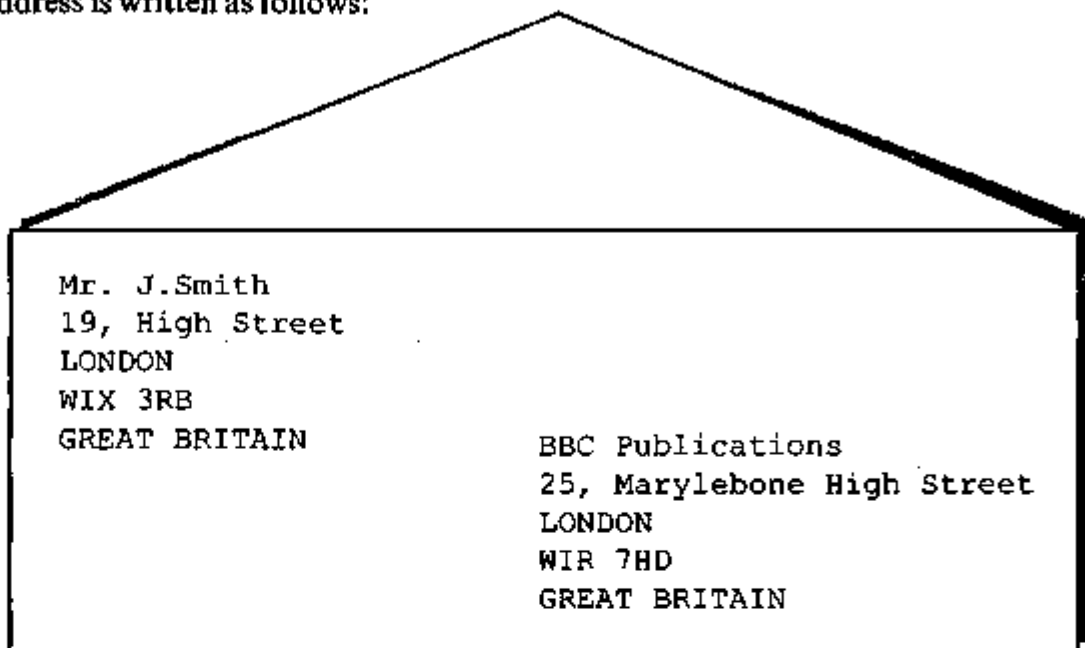 ddress is written as follows:
Mr. J.Smith
19, High Street
LONDON
WIX 3RB
GREAT BRITAIN
BBC Publications
25, Marylebone High Street
LONDON
WIR 7HD
GREAT BRITAIN